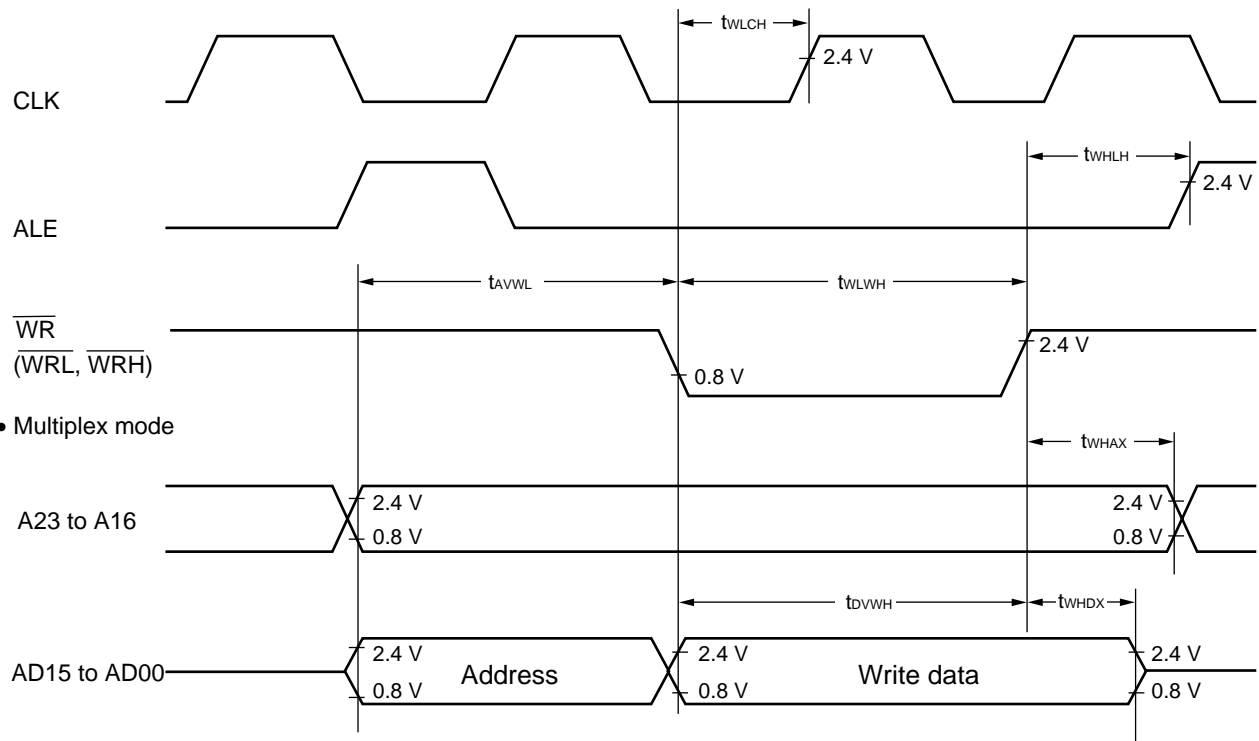 tWLCH
2.4 V
CLK
tWHLH
2.4 V
ALE
tAVWL
tWLWH
WR
2.4 V
(WRL, WRH)
0.8 V
• Multiplex mode
tWHAX
2.4 V
2.4 V
A23 to A16
0.8 V
0.8 V
tDVWH
tWHDX
2.4 V
2.4 V
2.4 V
AD15 to AD00
Address
Write data
0.8 V
0.8 V
0.8 V